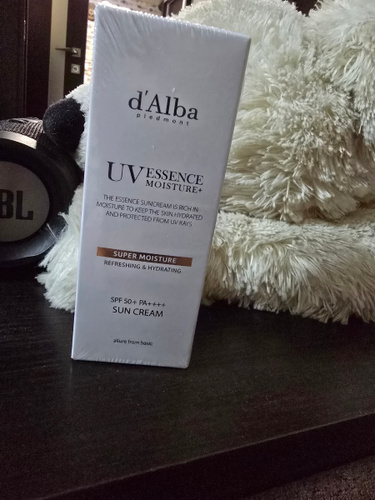 d'Alba
piedmont
UV ESSENCE
MOISTURE+
THE ESSENCE SUNCREAM IS RICH IN
MOISTURE TO KEEP THE SKIN HYDRATED
AND PROTECTED FROM UV RAYS
SUPER MOISTURE
REFRESHING & HYDRATING
SPF 50+ PA++++
SUN CREAM
allure from basic
BL